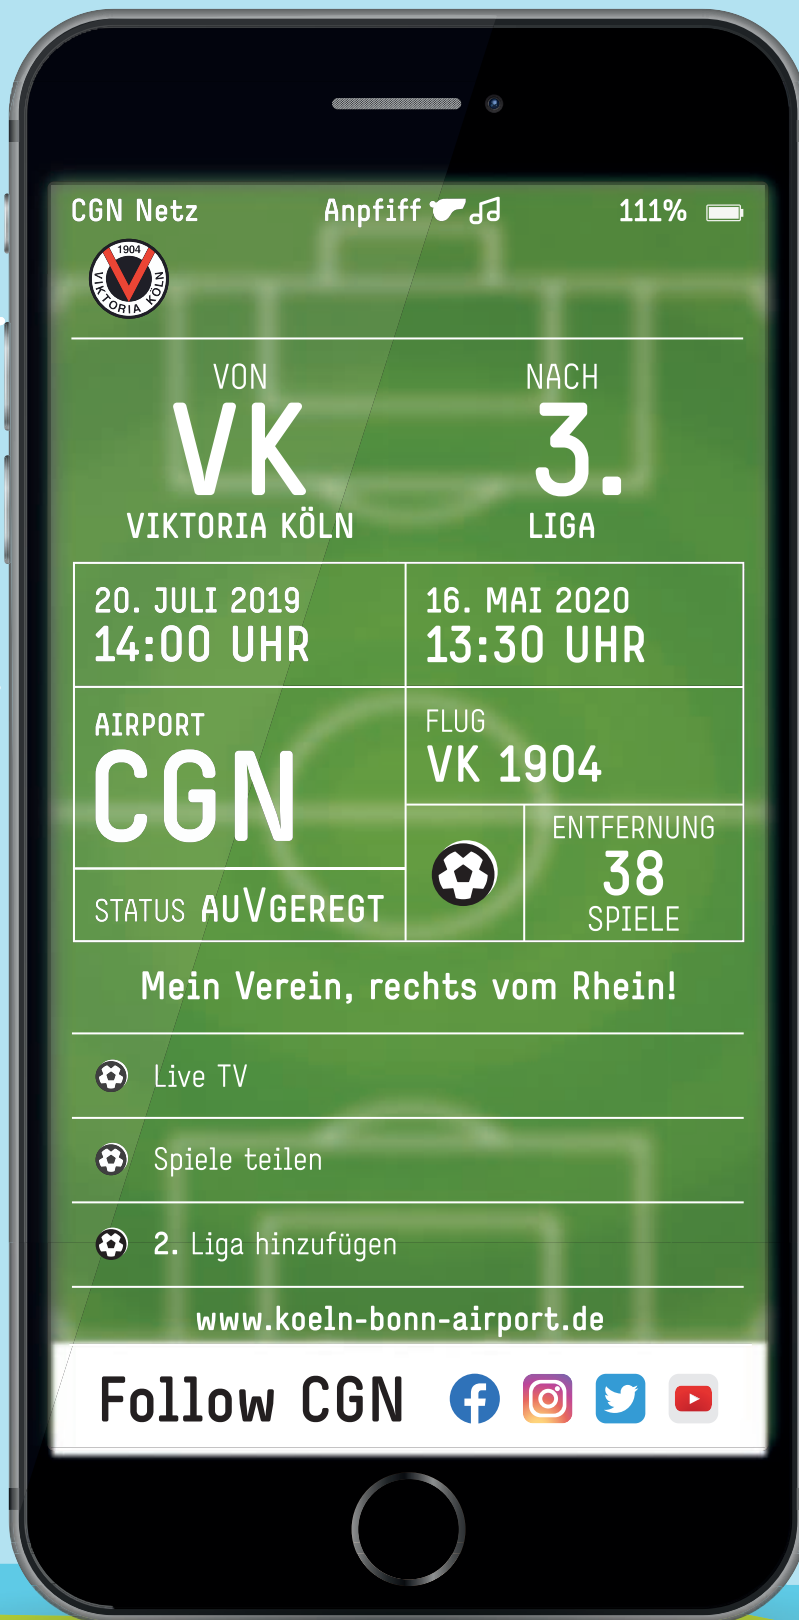 CGN Netz Anpfiff 111%
1904
VIKTORIA KÖLN
VON
VK
VIKTORIA KÖLN
NACH
3.
LIGA
20. JULI 2019
14:00 UHR
16. MAI 2020
13:30 UHR
AIRPORT
CGN
FLUG
VK 1904
STATUS AUVGEREGT
ENTFERNUNG
38
SPIELE
Mein Verein, rechts vom Rhein!
Live TV
Spiele teilen
2. Liga hinzufügen
www.koeln-bonn-airport.de
Follow CGN